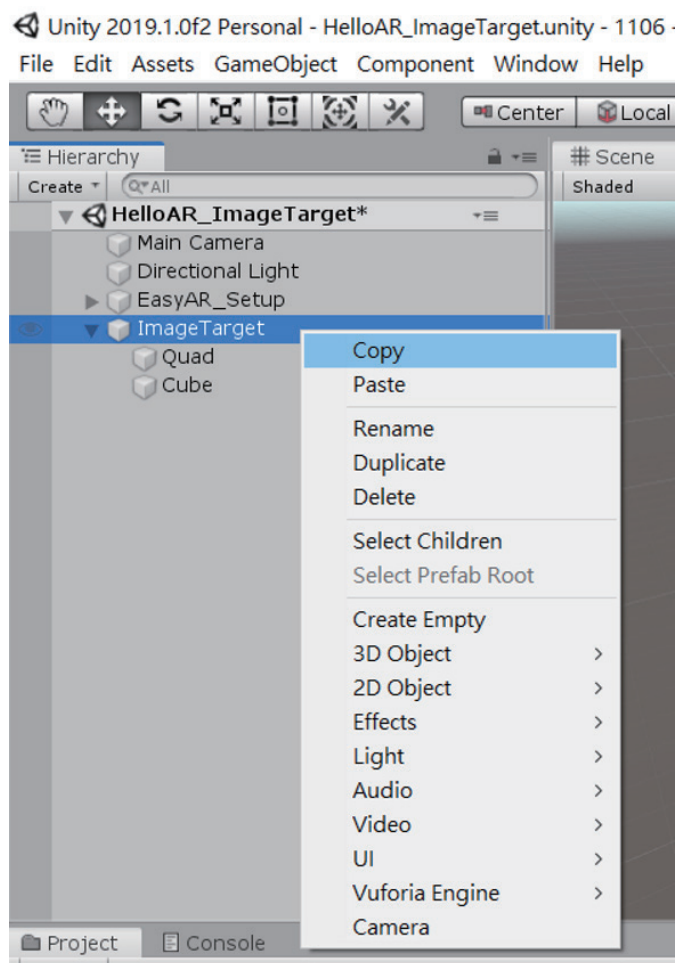 Unity 2019.1.0f2 Personal - HelloAR_ImageTarget.unity - 1106 -
File Edit Assets GameObject Component Window Help
Center Local
Hierarchy
# Scene
Create All
Shaded
HelloAR_ImageTarget*
Main Camera
Directional Light
EasyAR_Setup
ImageTarget
Quad
Cube
Copy
Paste
Rename
Duplicate
Delete
Select Children
Select Prefab Root
Create Empty
3D Object >
2D Object >
Effects >
Light >
Audio >
Video >
UI >
Vuforia Engine >
Camera
Project Console